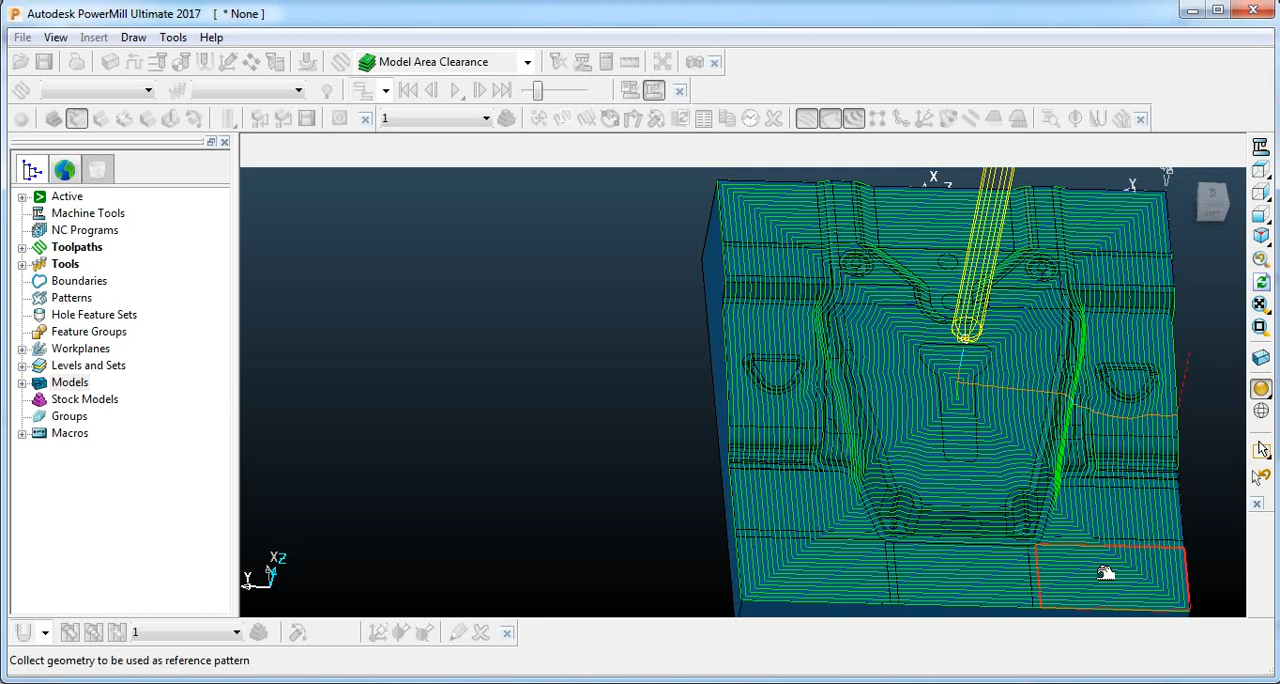 Autodesk PowerMill Ultimate 2017 [ * None ]
File View Insert Draw Tools Help
Model Area Clearance
1
Active
Machine Tools
NC Programs
Toolpaths
Tools
Boundaries
Patterns
Hole Feature Sets
Feature Groups
Workplanes
Levels and Sets
Models
Stock Models
Groups
Macros
X
Y
X Z
Y
1
Collect geometry to be used as reference pattern